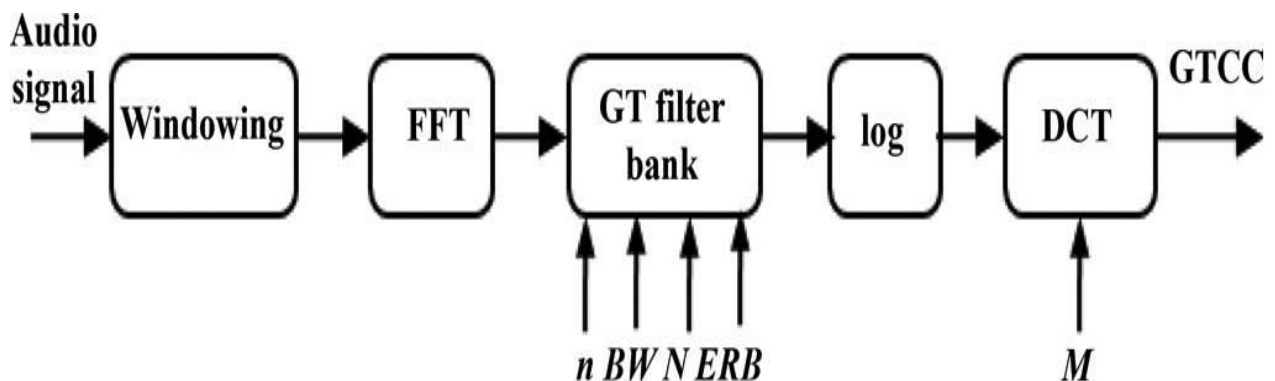 Audio
signal
Windowing
FFT
GT filter
bank
log
DCT
GTCC
n BW N ERB
M